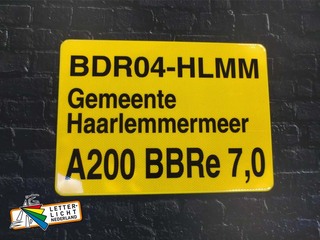 BDR04-HLMM
Gemeente
Haarlemmermeer
A200 BBRe 7,0
LETTER-
LICHT
NEDERLAND